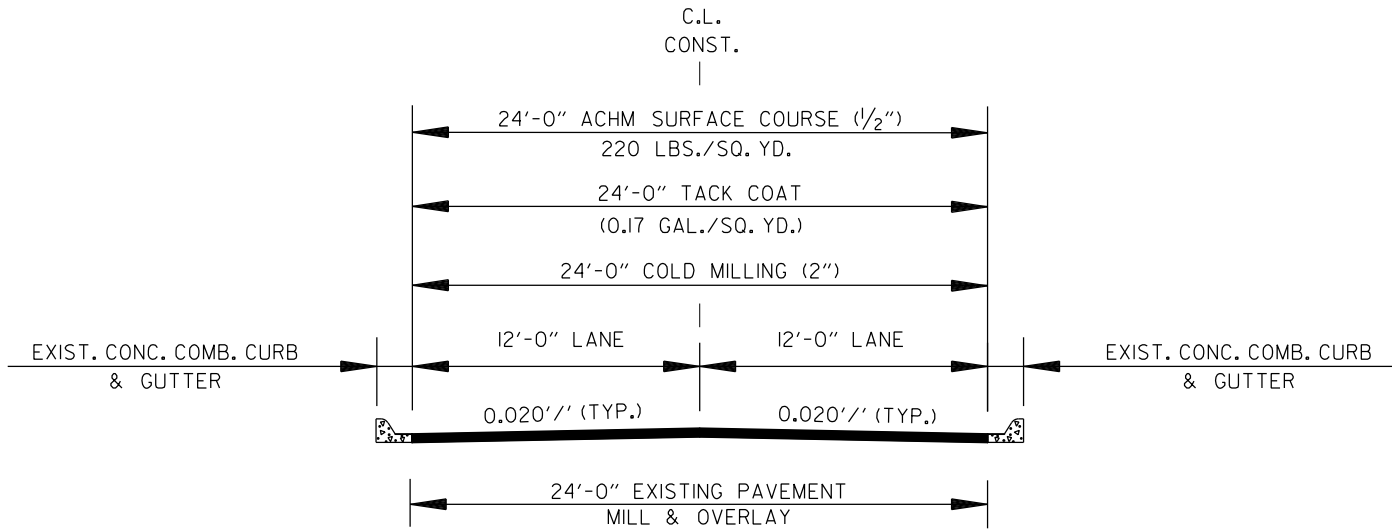 C.L.
CONST.
24'-0" ACHM SURFACE COURSE (1/2")
220 LBS./SQ. YD.
24'-0" TACK COAT
(0.17 GAL./SQ. YD.)
24'-0" COLD MILLING (2")
12'-0" LANE
12'-0" LANE
EXIST. CONC. COMB. CURB
& GUTTER
EXIST. CONC. COMB. CURB
& GUTTER
0.020'/' (TYP.)
0.020'/' (TYP.)
24'-0" EXISTING PAVEMENT
MILL & OVERLAY